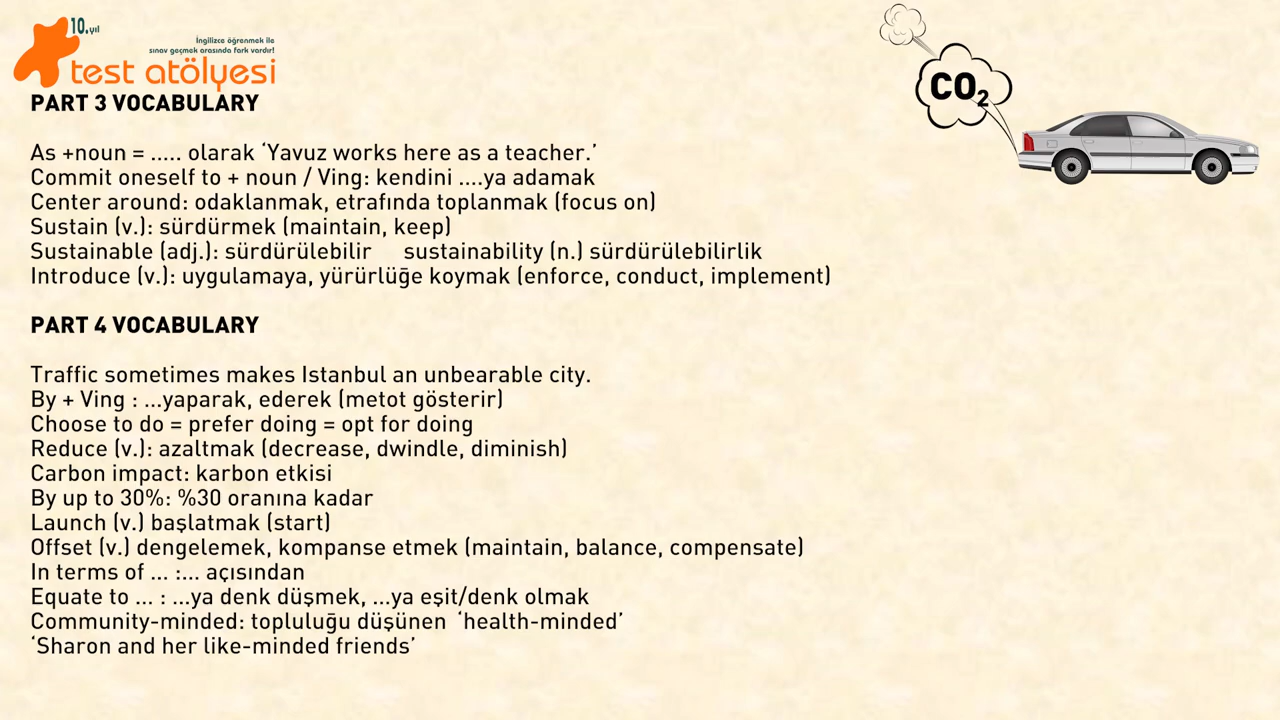 10.yıl
İngilizce öğrenmek ile
sınav geçmek arasında fark vardır!
test atölyesi
CO2
PART 3 VOCABULARY
As +noun = ..... olarak ‘Yavuz works here as a teacher.’
Commit oneself to + noun / Ving: kendini ....ya adamak
Center around: odaklanmak, etrafında toplanmak (focus on)
Sustain (v.): sürdürmek (maintain, keep)
Sustainable (adj.): sürdürülebilir sustainability (n.) sürdürülebilirlik
Introduce (v.): uygulamaya, yürürlüğe koymak (enforce, conduct, implement)
PART 4 VOCABULARY
Traffic sometimes makes Istanbul an unbearable city.
By + Ving : ...yaparak, ederek (metot gösterir)
Choose to do = prefer doing = opt for doing
Reduce (v.): azaltmak (decrease, dwindle, diminish)
Carbon impact: karbon etkisi
By up to 30%: %30 oranına kadar
Launch (v.) başlatmak (start)
Offset (v.) dengelemek, kompanse etmek (maintain, balance, compensate)
In terms of ... :... açısından
Equate to ... : ...ya denk düşmek, ...ya eşit/denk olmak
Community-minded: topluluğu düşünen ‘health-minded’
‘Sharon and her like-minded friends’